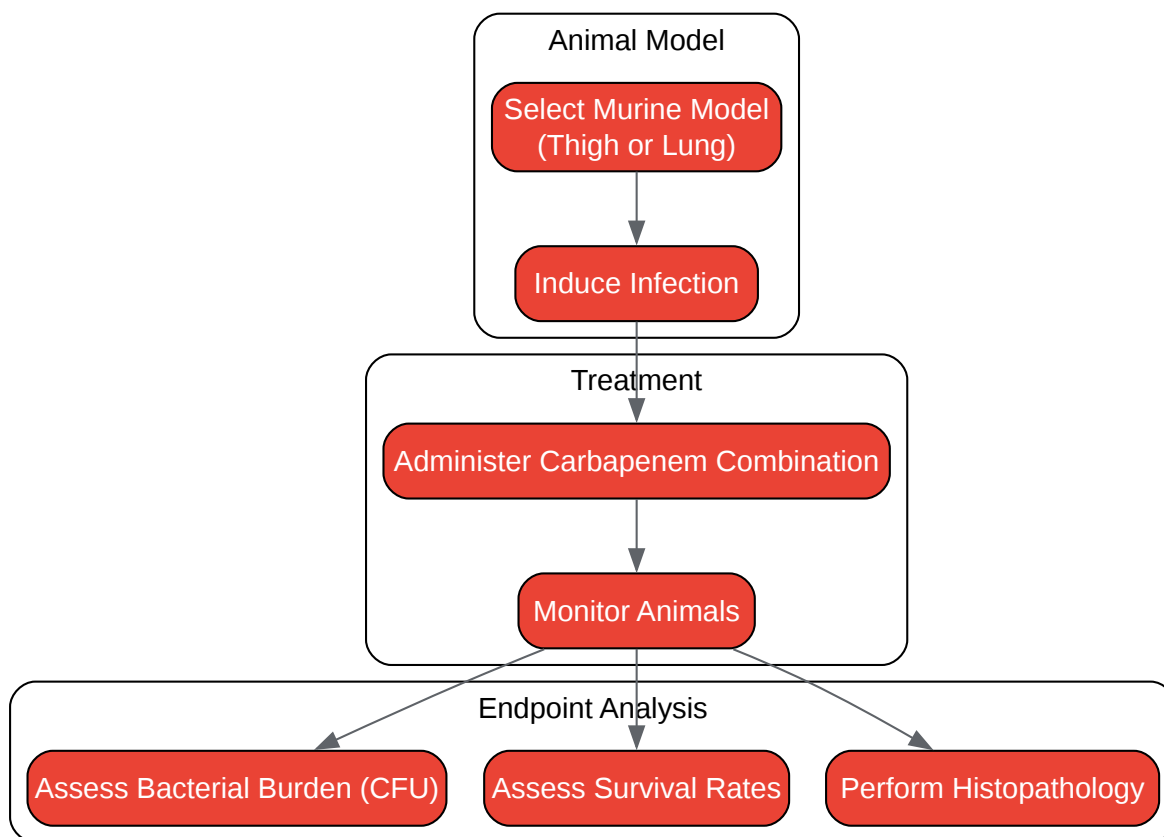 Animal Model
Select Murine Model
(Thigh or Lung)
Induce Infection
Treatment
Administer Carbapenem Combination
Monitor Animals
Endpoint Analysis
Assess Bacterial Burden (CFU)
Assess Survival Rates
Perform Histopathology